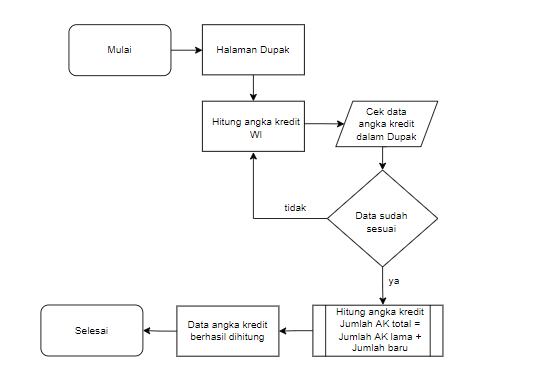 Mulai
Halaman Dupak
Hitung angka kredit
WI
Cek data
angka kredit
dalam Dupak
tidak
Data sudah
sesuai
ya
Hitung angka kredit
Jumlah AK total =
Jumlah AK lama +
Jumlah baru
Data angka kredit
berhasil dihitung
Selesai